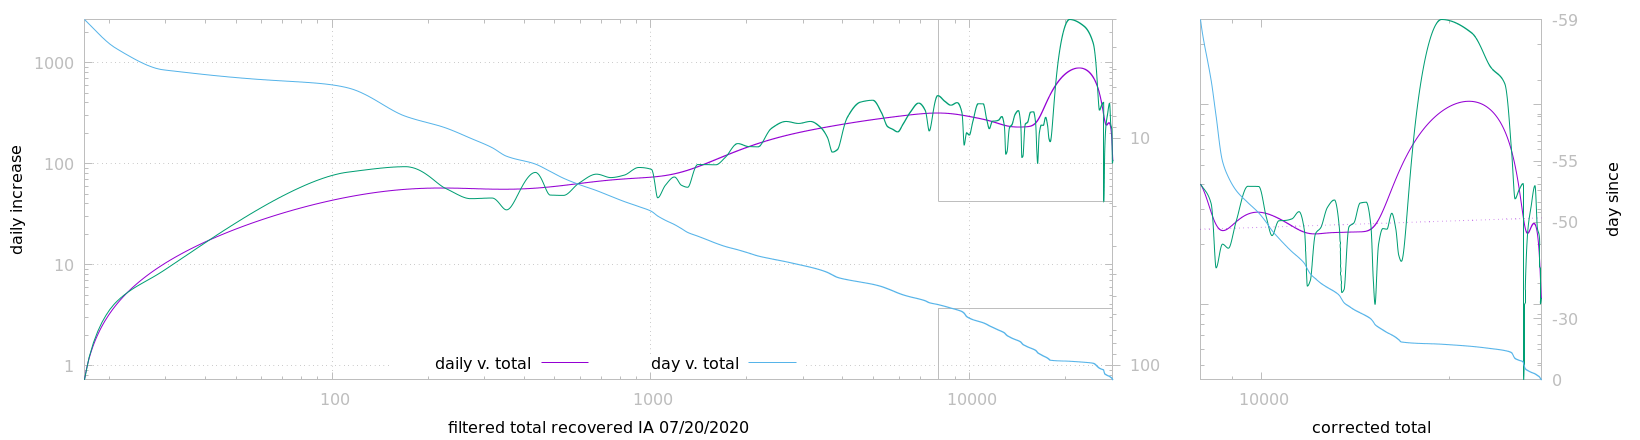 daily increase
1000
100
10
1
daily v. total
day v. total
10
100
100
1000
10000
filtered total recovered IA 07/20/2020
-59
-55
-50
-30
0
day since
10000
corrected total